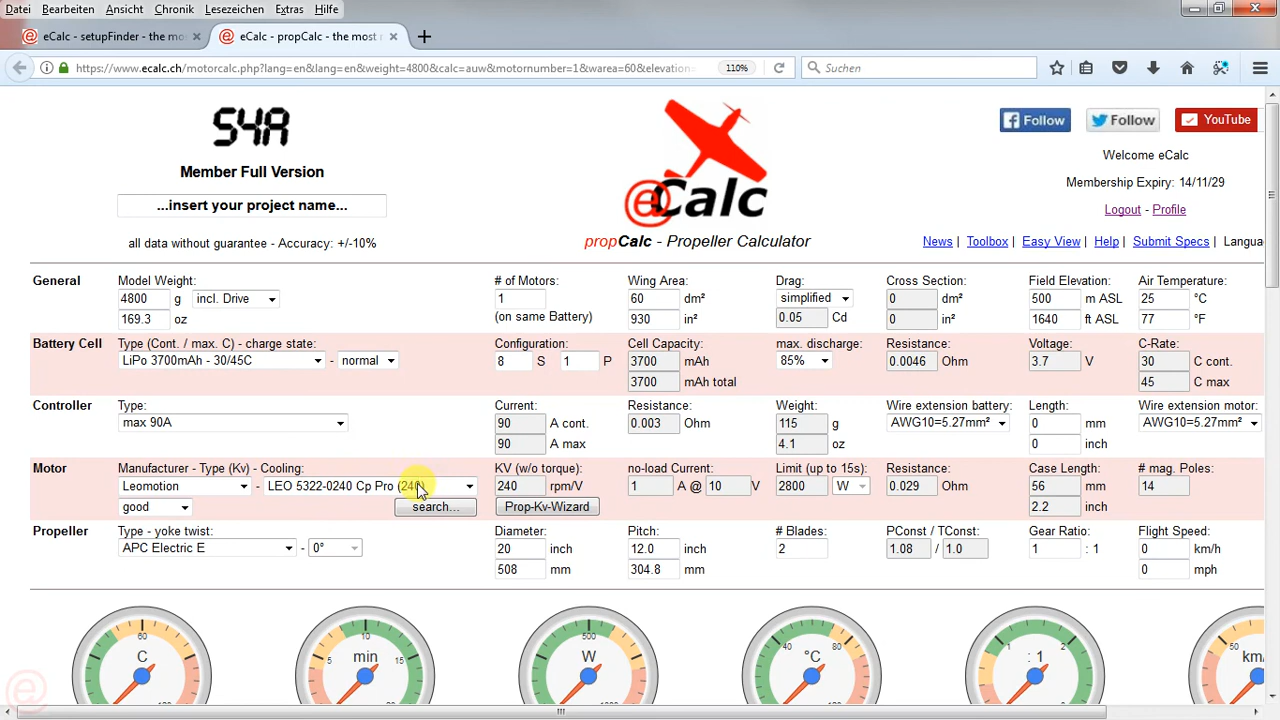 Datei Bearbeiten Ansicht Chronik Lesezeichen Extras Hilfe
eCalc - setupFinder - the mo
eCalc - propCalc - the most r
https://www.ecalc.ch/motorcalc.php?lang=en&lang=en&weight=4800&calc=auw&motornumber=1&warea=60&elevation= 110% Suchen
S4A
Member Full Version
...insert your project name...
all data without guarantee - Accuracy: +/-10%
@Calc
propCalc - Propeller Calculator
Follow Follow YouTube
Welcome eCalc
Membership Expiry: 14/11/29
Logout - Profile
News | Toolbox | Easy View | Help | Submit Specs | Langua
General Model Weight: # of Motors: Wing Area: Drag: Cross Section: Field Elevation: Air Temperature:
4800 g incl. Drive 1 60 dm² simplified 0 dm² 500 m ASL 25 °C
169.3 oz (on same Battery) 930 in² 0.05 Cd 0 in² 1640 ft ASL 77 °F
Battery Cell Type (Cont. / max. C) - charge state: Configuration: Cell Capacity: max. discharge: Resistance: Voltage: C-Rate:
LiPo 3700mAh - 30/45C - normal 8 S 1 P 3700 mAh 85% 0.0046 Ohm 3.7 V 30 C cont.
3700 mAh total 45 C max
Controller Type: Current: Resistance: Weight: Wire extension battery: Length: Wire extension motor:
max 90A 90 A cont. 0.003 Ohm 115 g AWG10=5.27mm² 0 mm AWG10=5.27mm²
90 A max 4.1 oz 0 inch
Motor Manufacturer - Type (Kv) - Cooling: KV (w/o torque): no-load Current: Limit (up to 15s): Resistance: Case Length: # mag. Poles:
Leomotion - LEO 5322-0240 Cp Pro (240) 240 rpm/V 1 A @ 10 V 2800 W 0.029 Ohm 56 mm 14
good search... Prop-Kv-Wizard 2.2 inch
Propeller Type - yoke twist: Diameter: Pitch: # Blades: PConst / TConst: Gear Ratio: Flight Speed:
APC Electric E - 0° 20 inch 12.0 inch 2 1.08 / 1.0 1 : 1 0 km/h
508 mm 304.8 mm 0 mph
60 10 500 40 80 1 2 50
C min 5 15 W °C : 1 km/